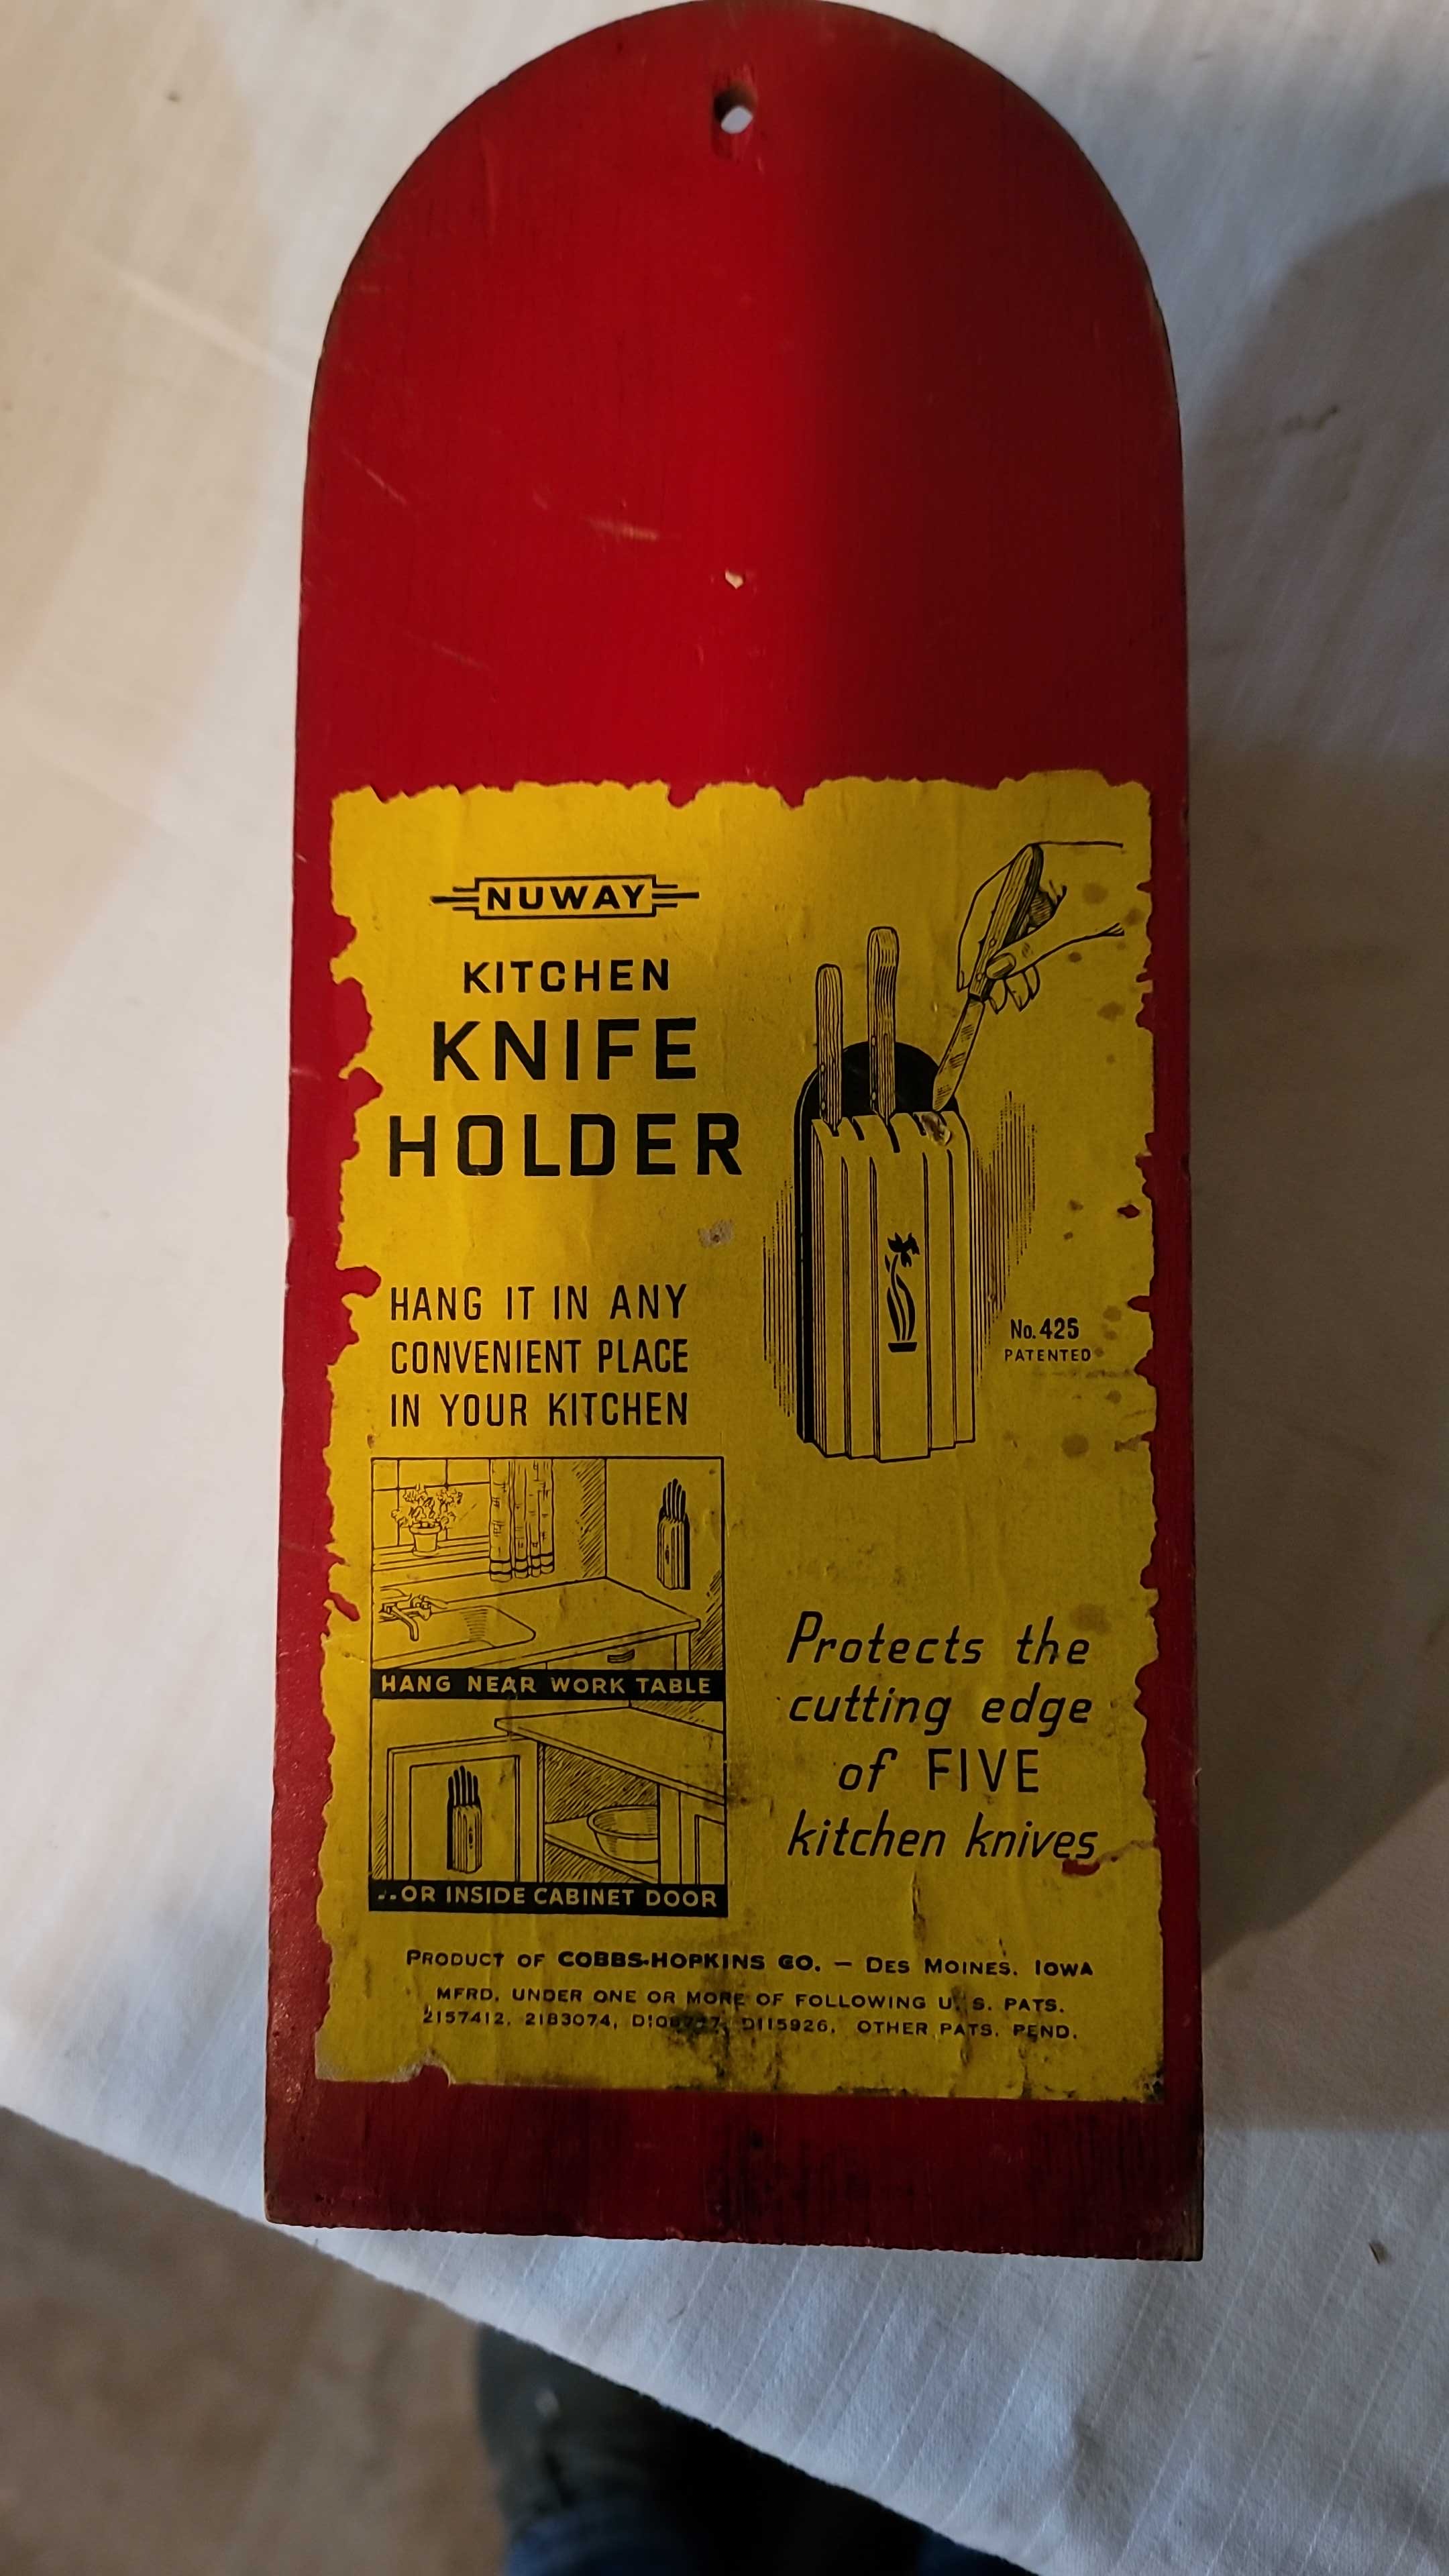 NUWAY
KITCHEN
KNIFE
HOLDER
HANG IT IN ANY
CONVENIENT PLACE
IN YOUR KITCHEN
No. 425
PATENTED
HANG NEAR WORK TABLE
..OR INSIDE CABINET DOOR
Protects the
cutting edge
of FIVE
kitchen knives
PRODUCT OF COBBS-HOPKINS CO. — DES MOINES. IOWA
MFRD. UNDER ONE OR MORE OF FOLLOWING U. S. PATS.
2157412, 2183074, D115926, OTHER PATS. PEND.